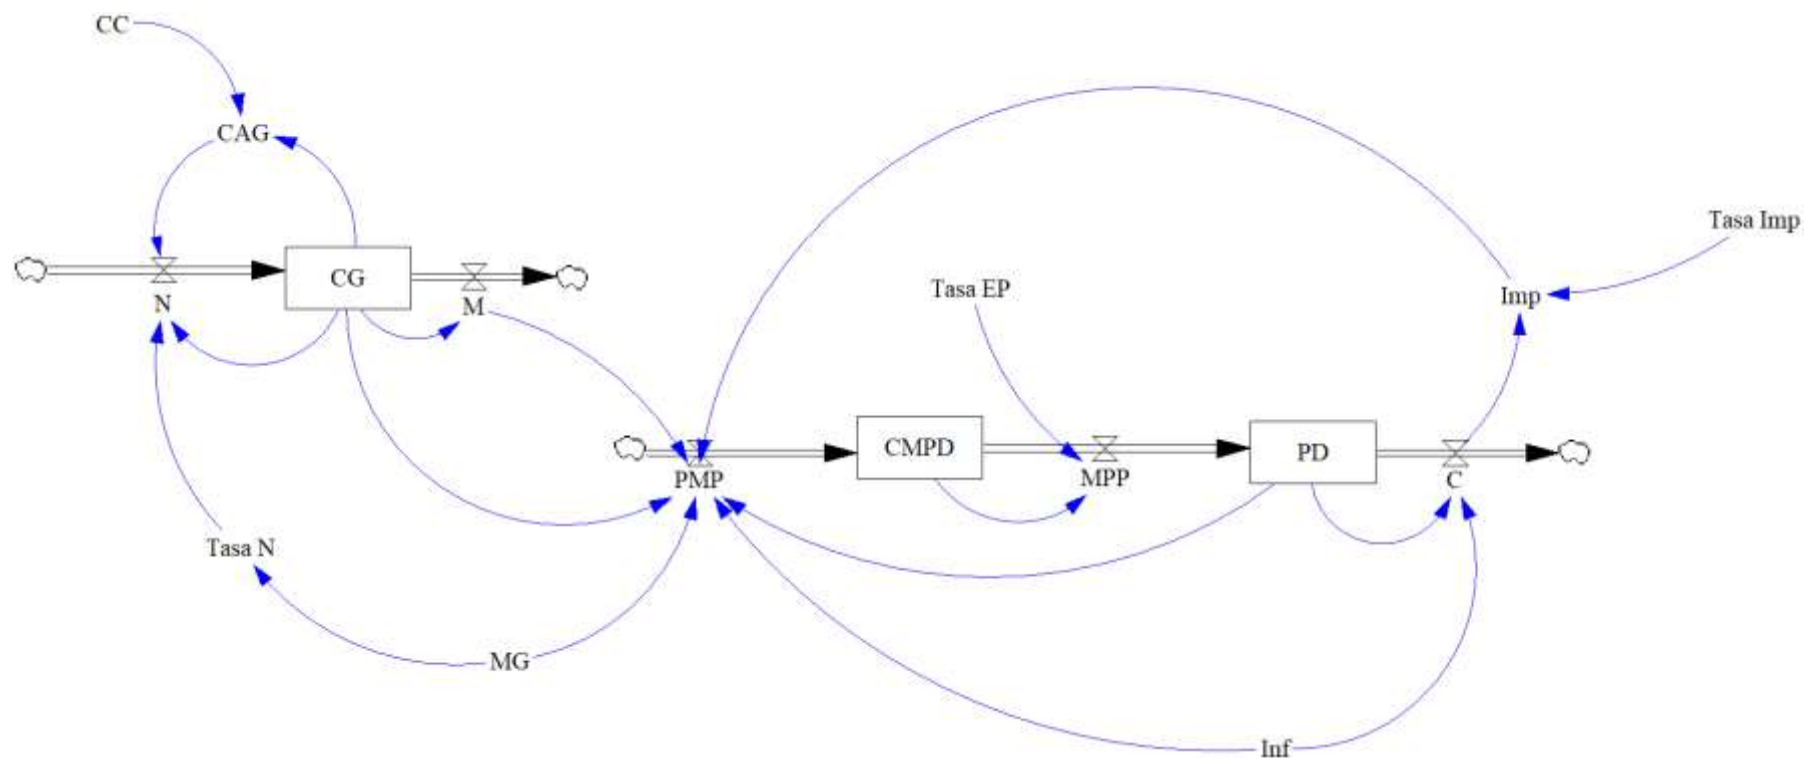 CC
CAG
Tasa Imp
CG
Tasa EP
Imp
N
M
CMPD
PD
PMP
MPP
C
Tasa N
MG
Inf